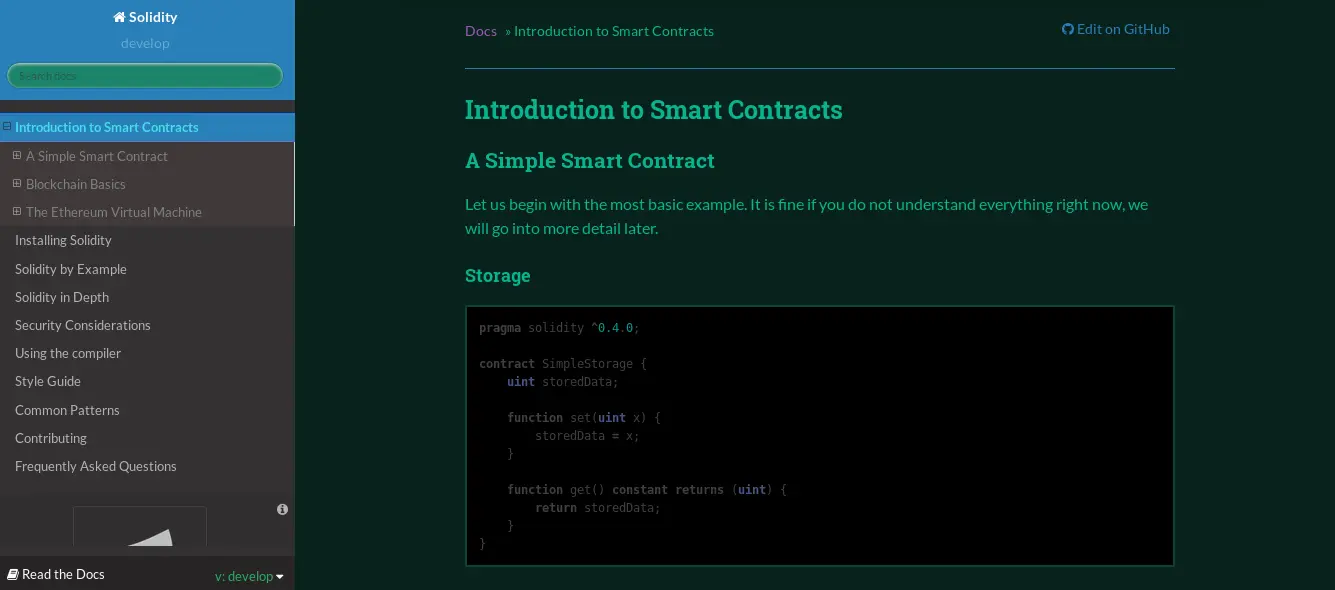 Solidity
develop
Search docs
Introduction to Smart Contracts
A Simple Smart Contract
Blockchain Basics
The Ethereum Virtual Machine
Installing Solidity
Solidity by Example
Solidity in Depth
Security Considerations
Using the compiler
Style Guide
Common Patterns
Contributing
Frequently Asked Questions
Read the Docs
v: develop
Docs » Introduction to Smart Contracts
Edit on GitHub
Introduction to Smart Contracts
A Simple Smart Contract
Let us begin with the most basic example. It is fine if you do not understand everything right now, we
will go into more detail later.
Storage
pragma solidity ^0.4.0;
contract SimpleStorage {
    uint storedData;
    function set(uint x) {
        storedData = x;
    }
    function get() constant returns (uint) {
        return storedData;
    }
}